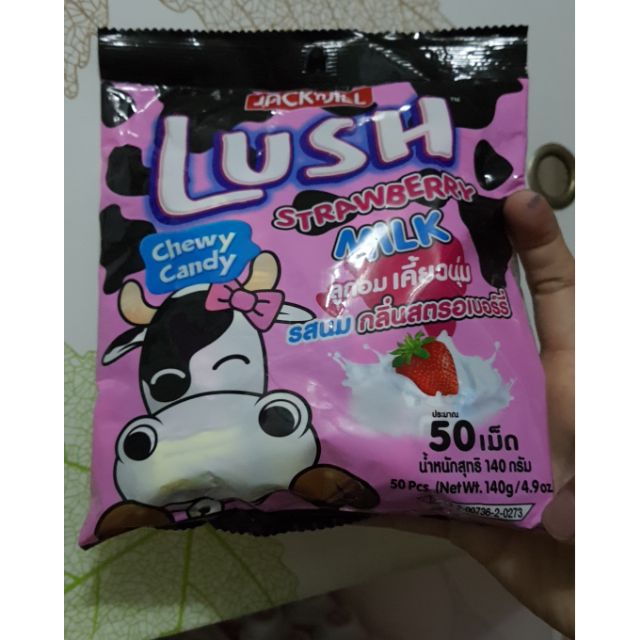 JACK 'n JILL
LUSH
STRAWBERRY
MILK
Chewy
Candy
ลูกอม เคี้ยวนุ่ม
รสนม กลิ่นสตรอเบอร์รี่
ประมาณ
50 เม็ด
น้ำหนักสุทธิ 140 กรัม
50 Pcs. (Net Wt. 140g/4.9oz
-2-0273